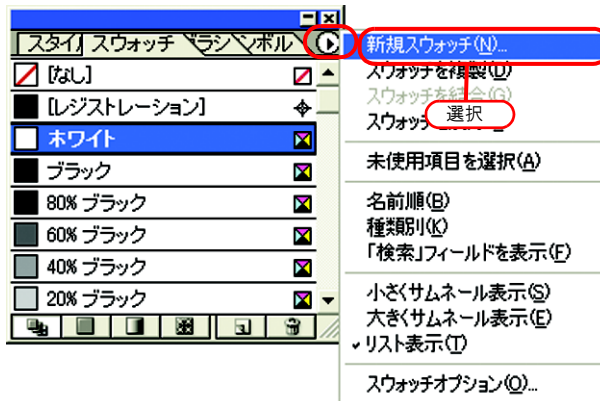 スタイ スウォッチ ブラシ ンボル
[なし]
[レジストレーション]
ホワイト
ブラック
80% ブラック
60% ブラック
40% ブラック
20% ブラック
新規スウォッチ(N)...
スウォッチを複製(U)
スウォッチを結合(G)
スウォッチ
選択
未使用項目を選択(A)
名前順(B)
種類別(K)
「検索」フィールドを表示(F)
小さくサムネール表示(S)
大きくサムネール表示(E)
リスト表示(T)
スウォッチオプション(O)...